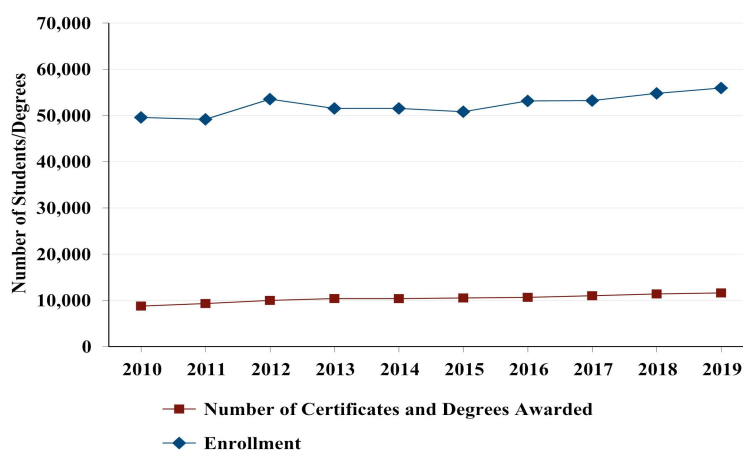 70,000
60,000
50,000
40,000
30,000
20,000
10,000
0
Number of Students/Degrees
2010 2011 2012 2013 2014 2015 2016 2017 2018 2019
Number of Certificates and Degrees Awarded
Enrollment